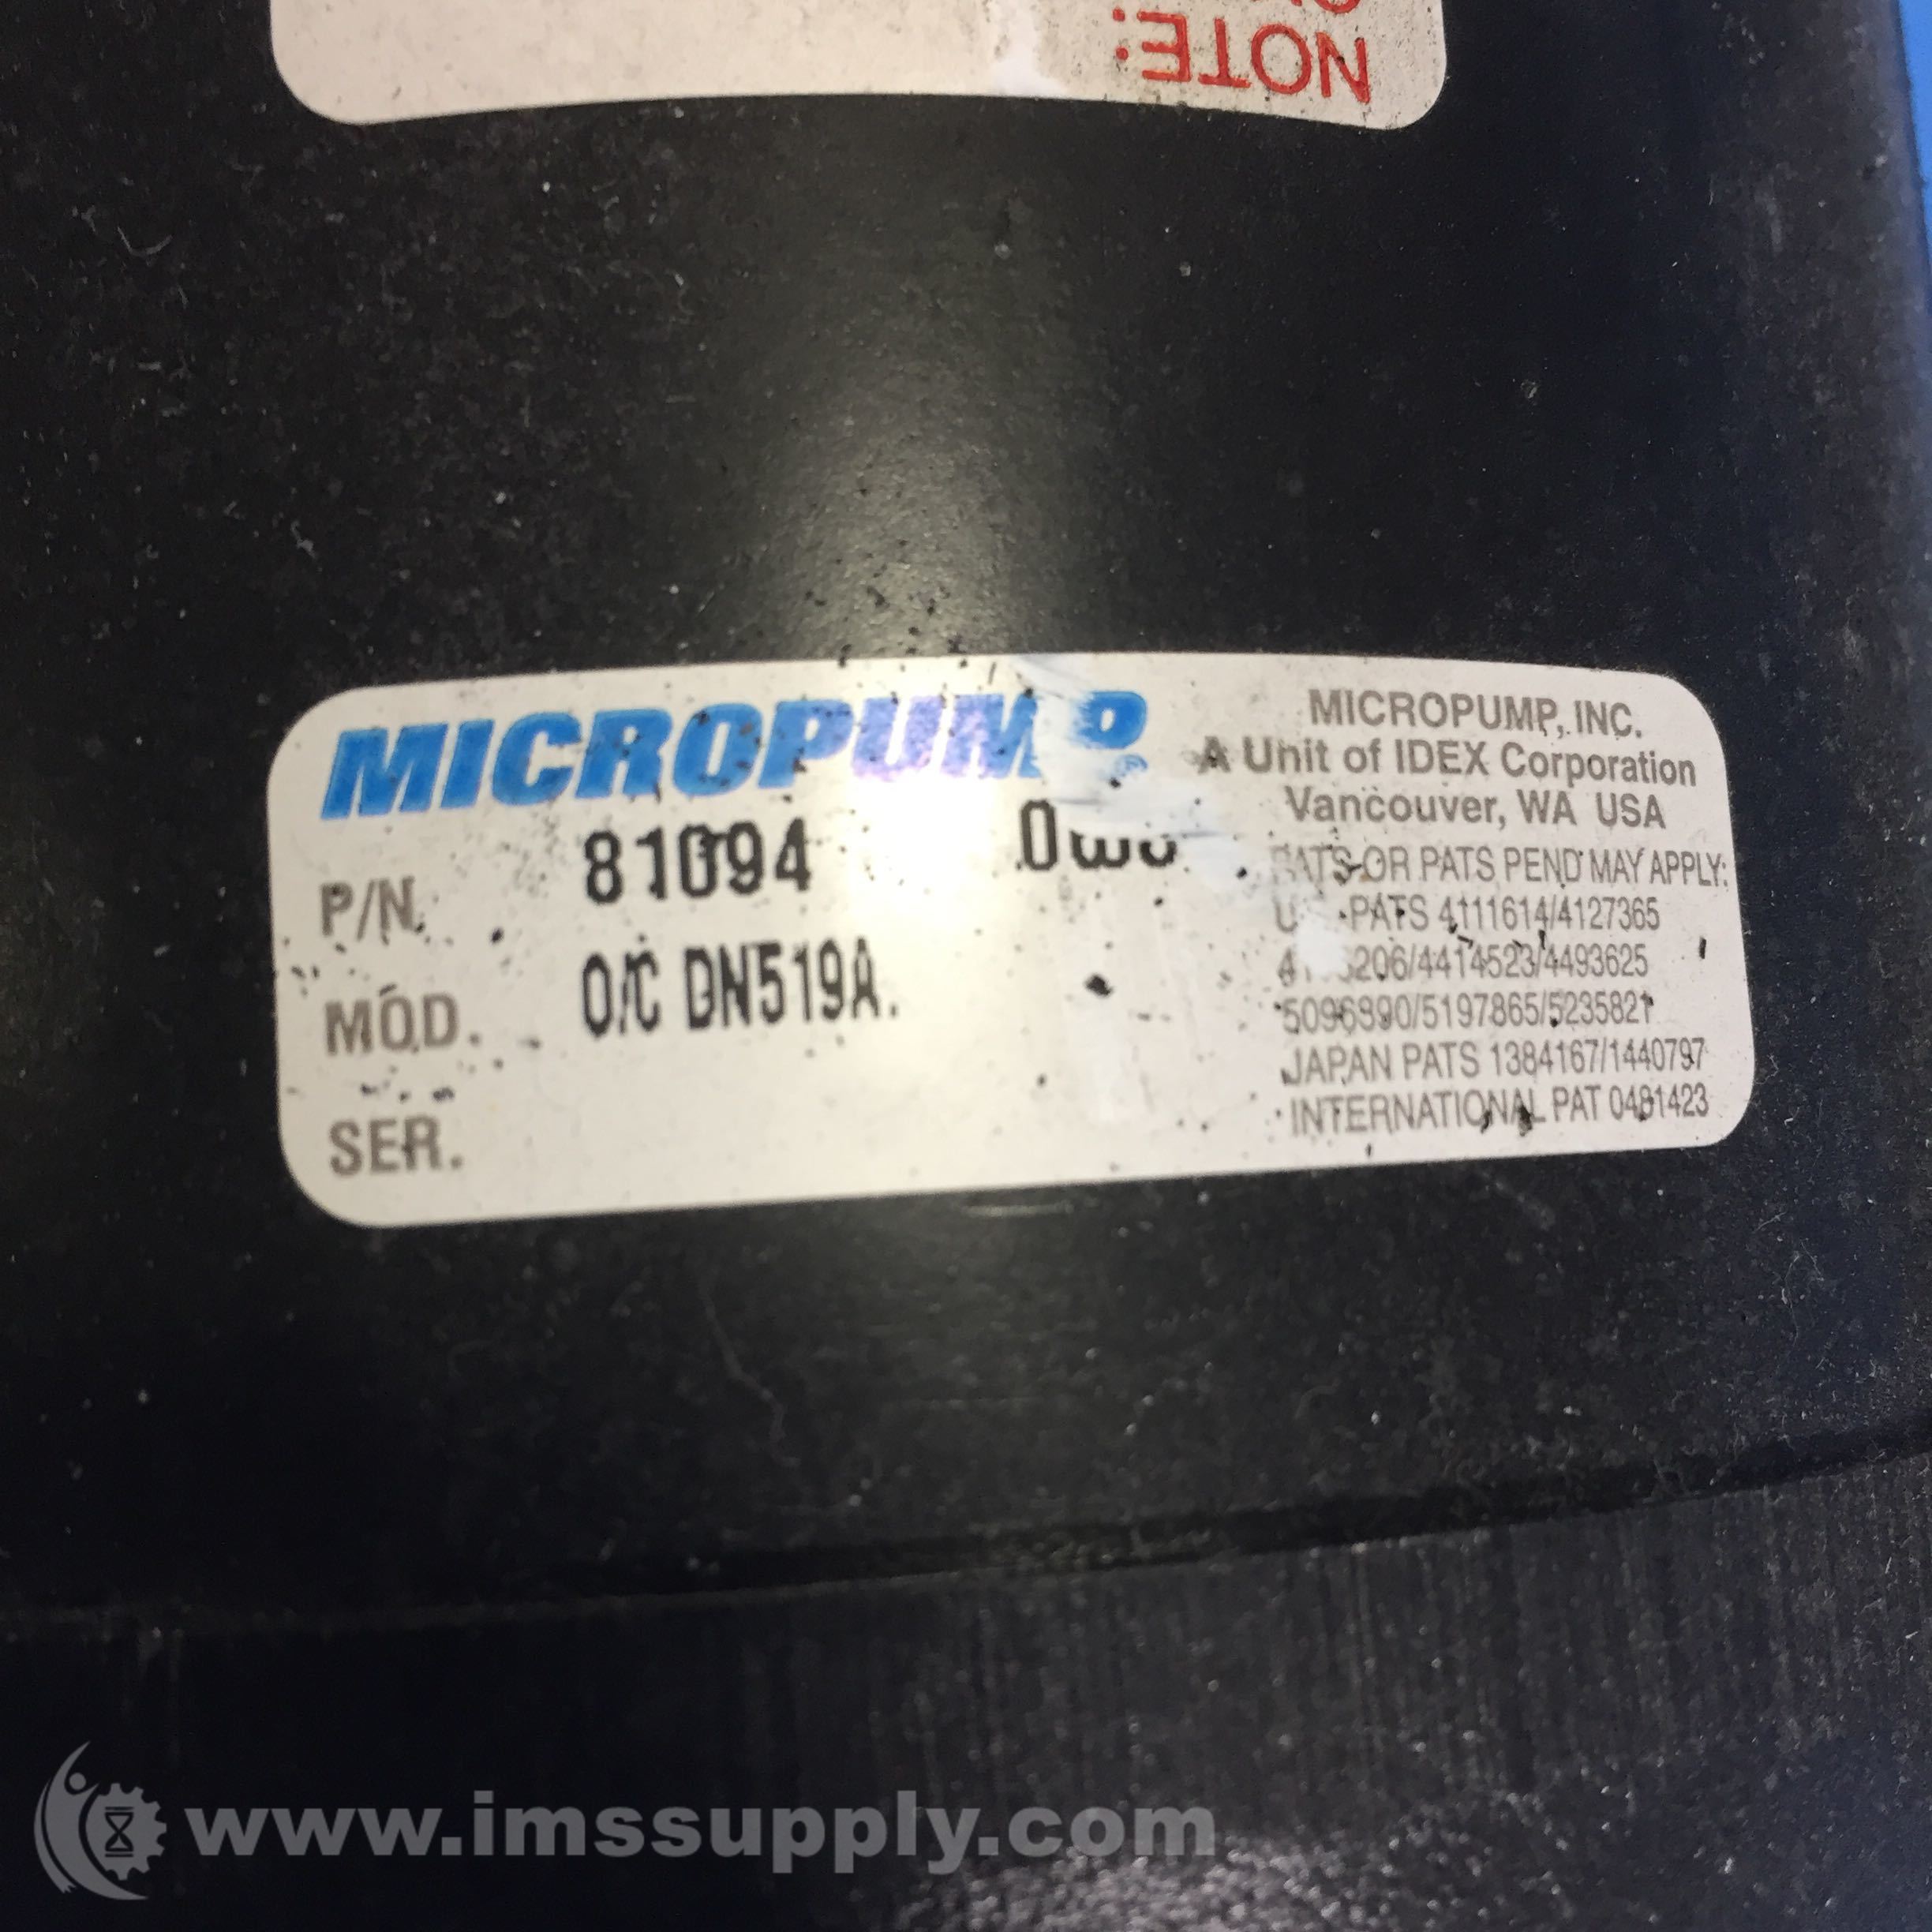 NOTE:
MICROPUMP®
P/N. 81094
MOD. O/C DN519A
SER.
MICROPUMP, INC.
A Unit of IDEX Corporation
Vancouver, WA USA
PATS OR PATS PEND MAY APPLY:
PATS 4111614/4127365
4414523/4493625
5096390/5197865/5235821
JAPAN PATS 1384167/1440797
INTERNATIONAL PAT 0481423
www.imssupply.com